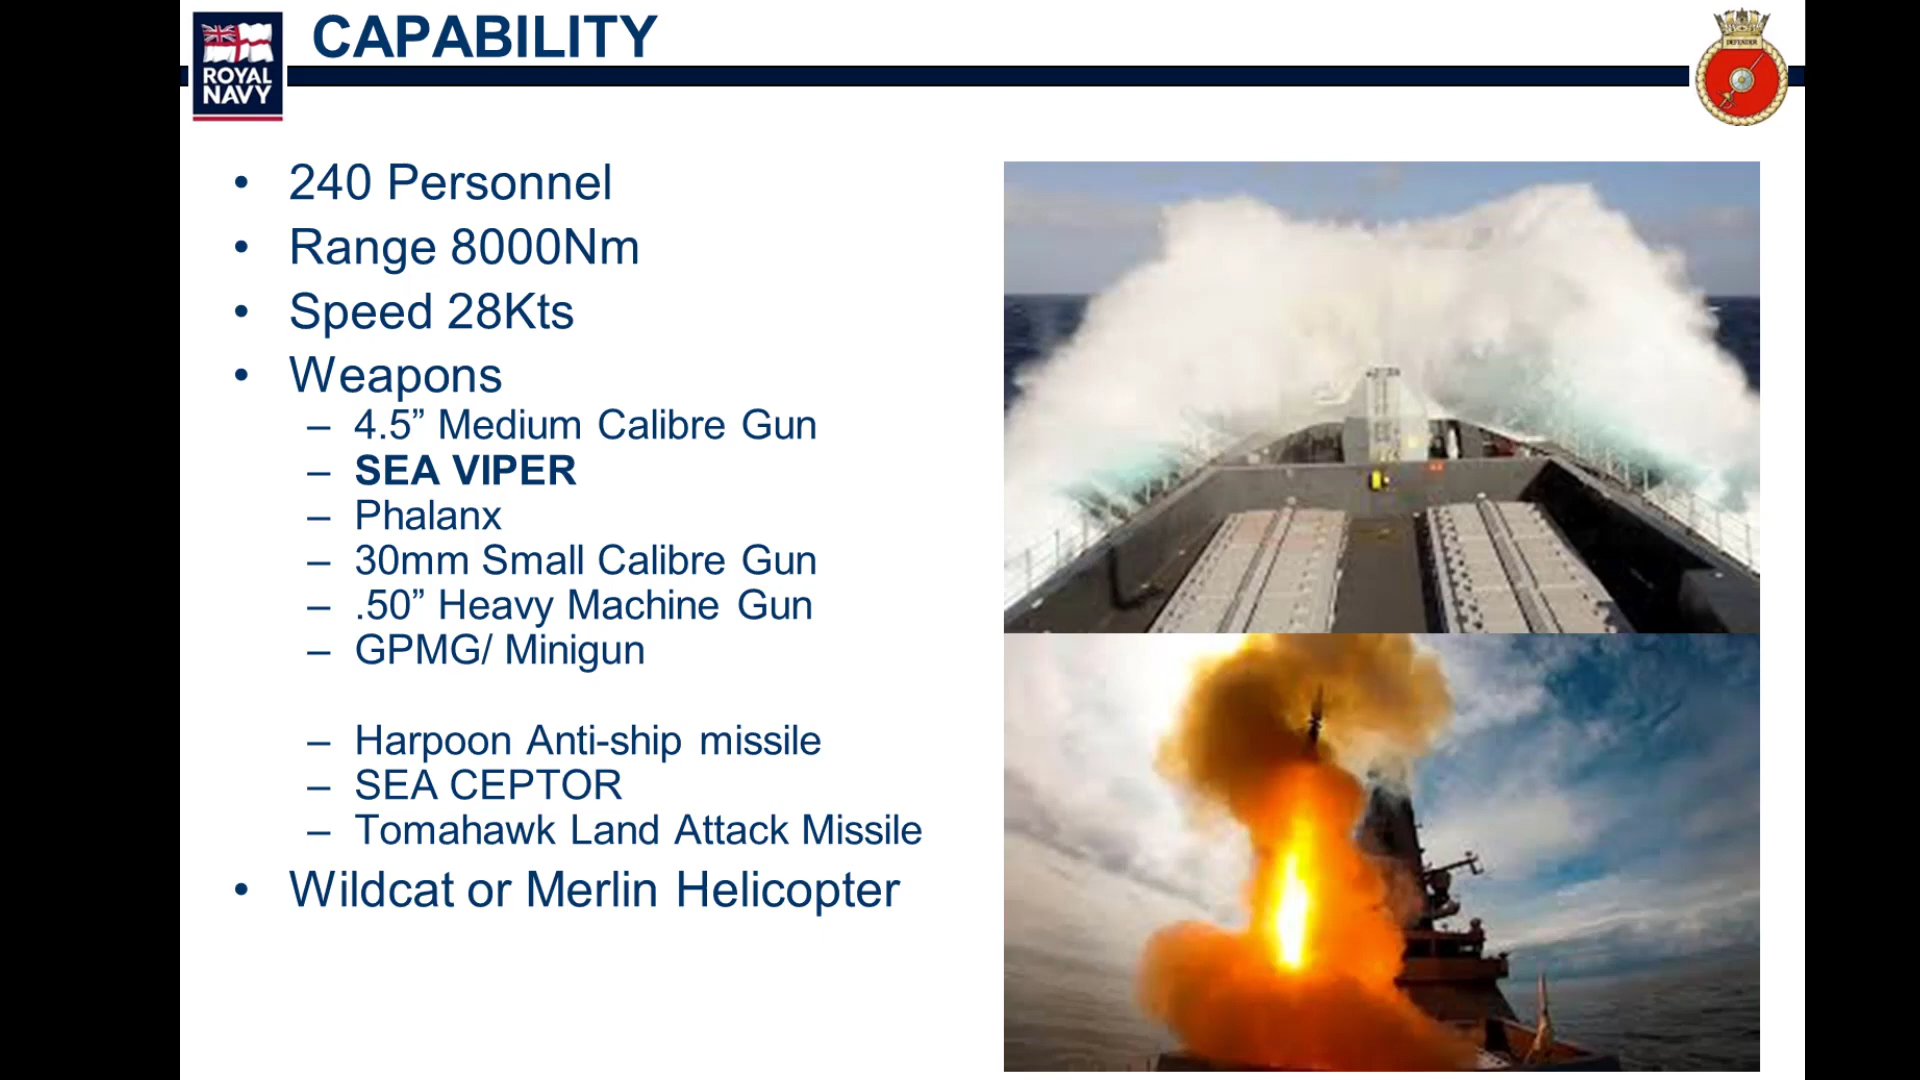 CAPABILITY
ROYAL
NAVY
DEFENDER
• 240 Personnel
• Range 8000Nm
• Speed 28Kts
• Weapons
– 4.5” Medium Calibre Gun
– SEA VIPER
– Phalanx
– 30mm Small Calibre Gun
– .50” Heavy Machine Gun
– GPMG/ Minigun
– Harpoon Anti-ship missile
– SEA CEPTOR
– Tomahawk Land Attack Missile
• Wildcat or Merlin Helicopter